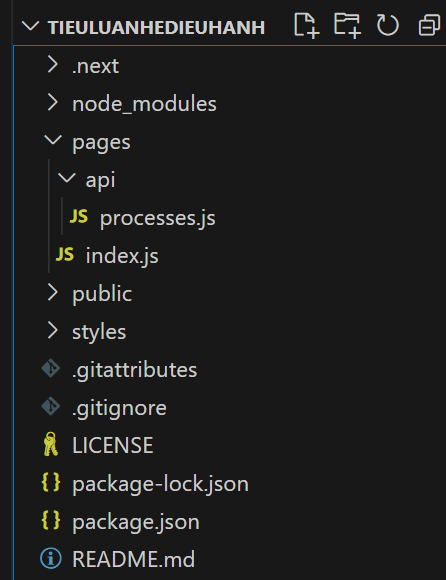 TIEULUANHEDIEUHANH
.next
node_modules
pages
api
JS processes.js
JS index.js
public
styles
.gitattributes
.gitignore
LICENSE
{} package-lock.json
{} package.json
README.md